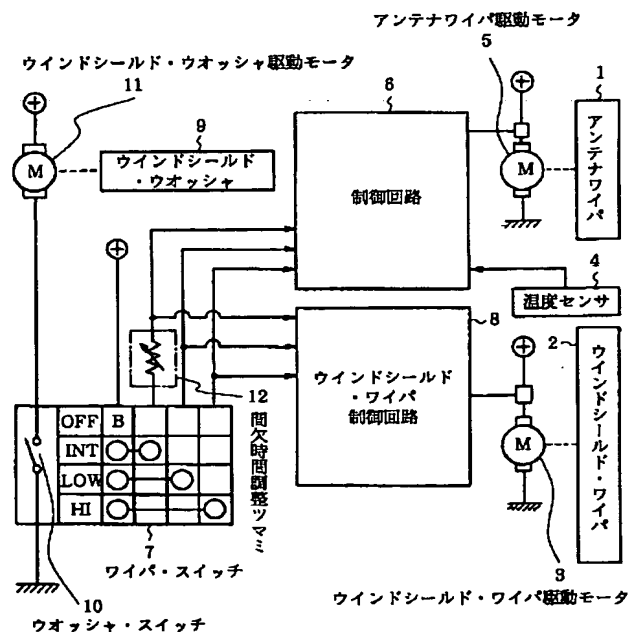 アンテナワイパ駆動モータ
5
ウインドシールド・ウオッシャ駆動モータ
11
6
1
9
M
ウインドシールド
・ウオッシャ
制御回路
M
アンテナワイパ
4
温度センサ
8
2
ウインドシールド
・ワイパ
制御回路
12
間欠時間調整ツマミ
M
ウインドシールド・ワイパ
OFF B
INT
LOW
HI
7
ワイパ・スイッチ
3
10
ウオッシャ・スイッチ
ウインドシールド・ワイパ駆動モータ